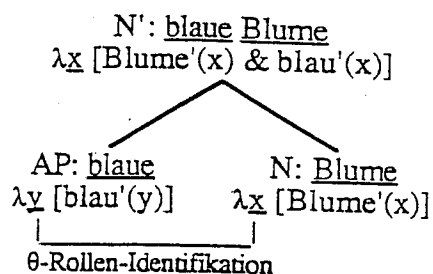 N': blaue Blume
λx [Blume'(x) & blau'(x)]
AP: blaue N: Blume
λy [blau'(y)] λx [Blume'(x)]
θ-Rollen-Identifikation